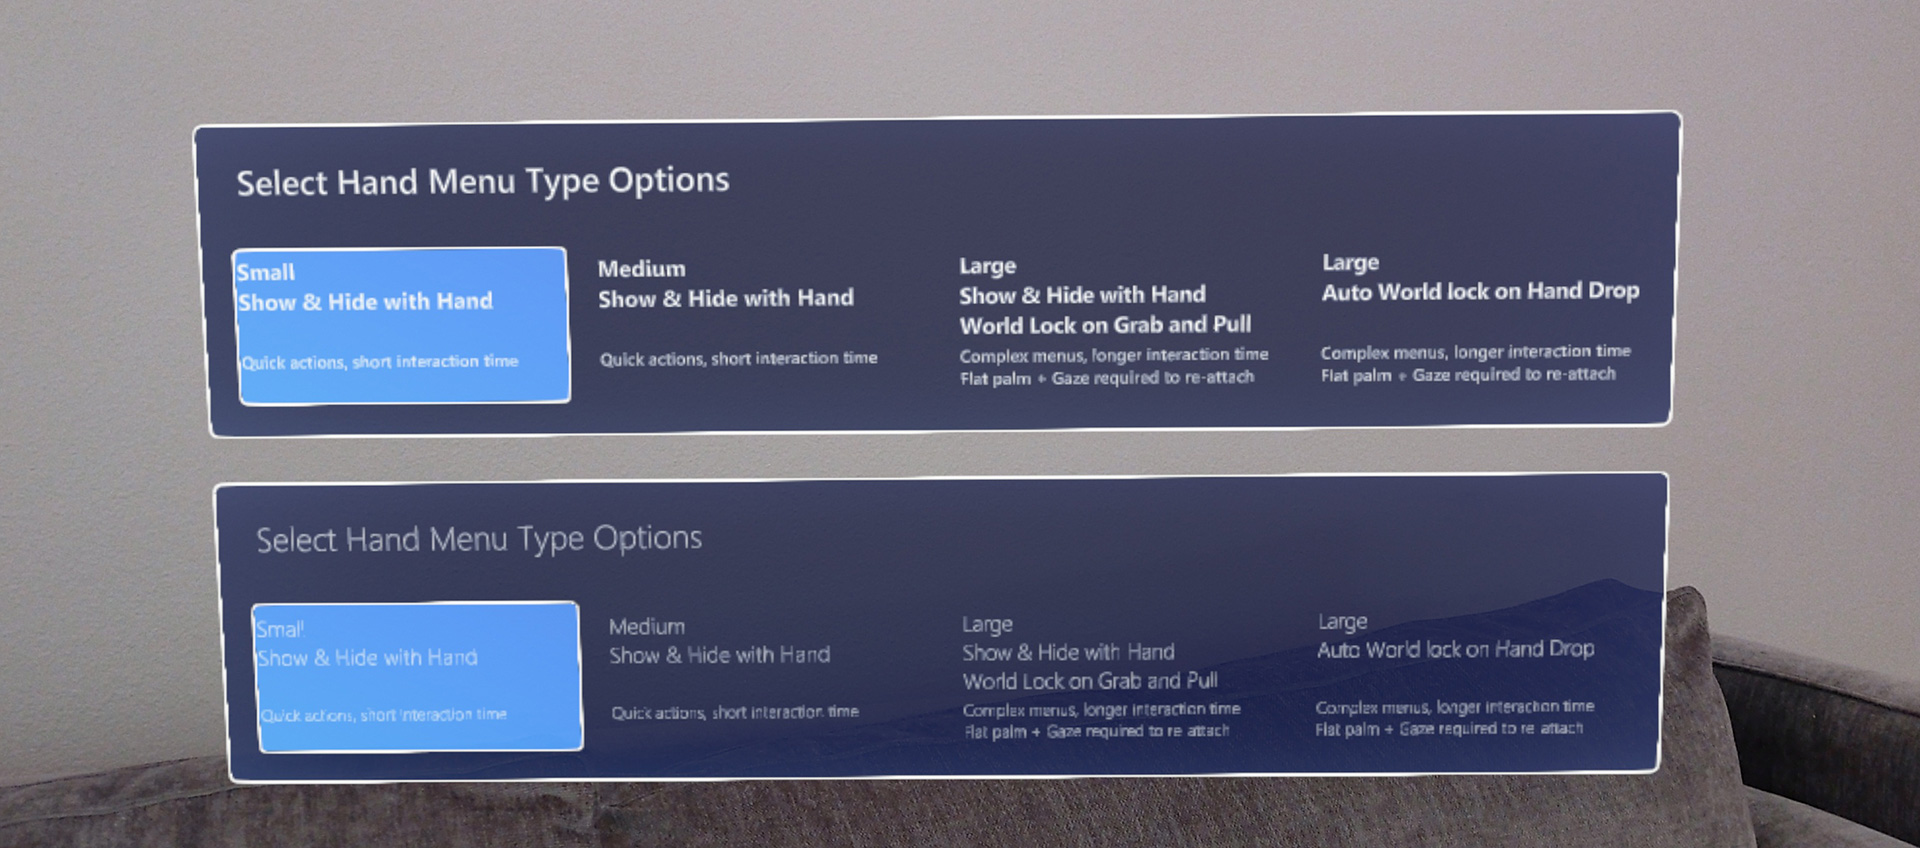 Select Hand Menu Type Options
Small
Show & Hide with Hand
Quick actions, short interaction time
Medium
Show & Hide with Hand
Quick actions, short interaction time
Large
Show & Hide with Hand
World Lock on Grab and Pull
Complex menus, longer interaction time
Flat palm + Gaze required to re-attach
Large
Auto World lock on Hand Drop
Complex menus, longer interaction time
Flat palm + Gaze required to re-attach
Select Hand Menu Type Options
Small
Show & Hide with Hand
Quick actions, short interaction time
Medium
Show & Hide with Hand
Quick actions, short interaction time
Large
Show & Hide with Hand
World Lock on Grab and Pull
Complex menus, longer interaction time
Flat palm + Gaze required to re attach
Large
Auto World lock on Hand Drop
Complex menus, longer interaction time
Flat palm + Gaze required to re attach